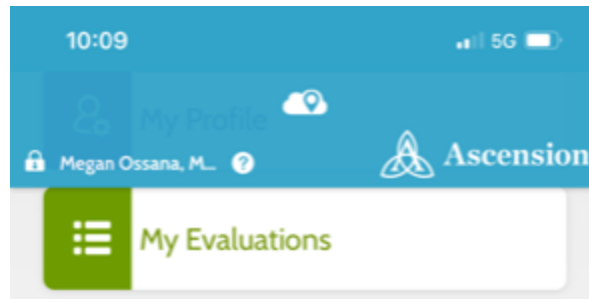 10:09 5G
My Profile
Megan Ossana, M... ?
Ascension
My Evaluations